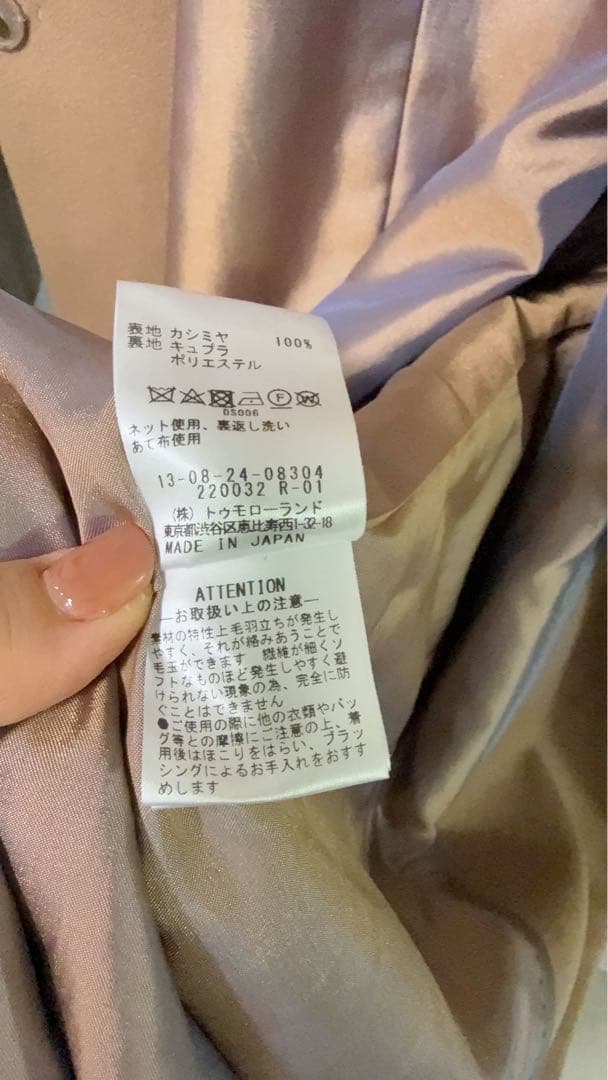 表地 カシミヤ 100%
裏地 キュプラ
ポリエステル
DS006
ネット使用、裏返し洗い
あて布使用
13-08-24-08304
220032 R-01
(株) トゥモローランド
東京都渋谷区恵比寿西1-32-18
MADE IN JAPAN
ATTENTION
―お取扱い上の注意―
素材の特性上毛羽立ちが発生し
やすく、それが絡みあうことで
毛玉ができます 繊維が細くソ
フトなものほど発生しやすく避
けられない現象の為、完全に防
ぐことはできません
●ご使用の際に他の衣類やバッ
グ等との摩擦にご注意の上、着
用後はほこりをはらい、ブラッ
シングによるお手入れをおすす
めします